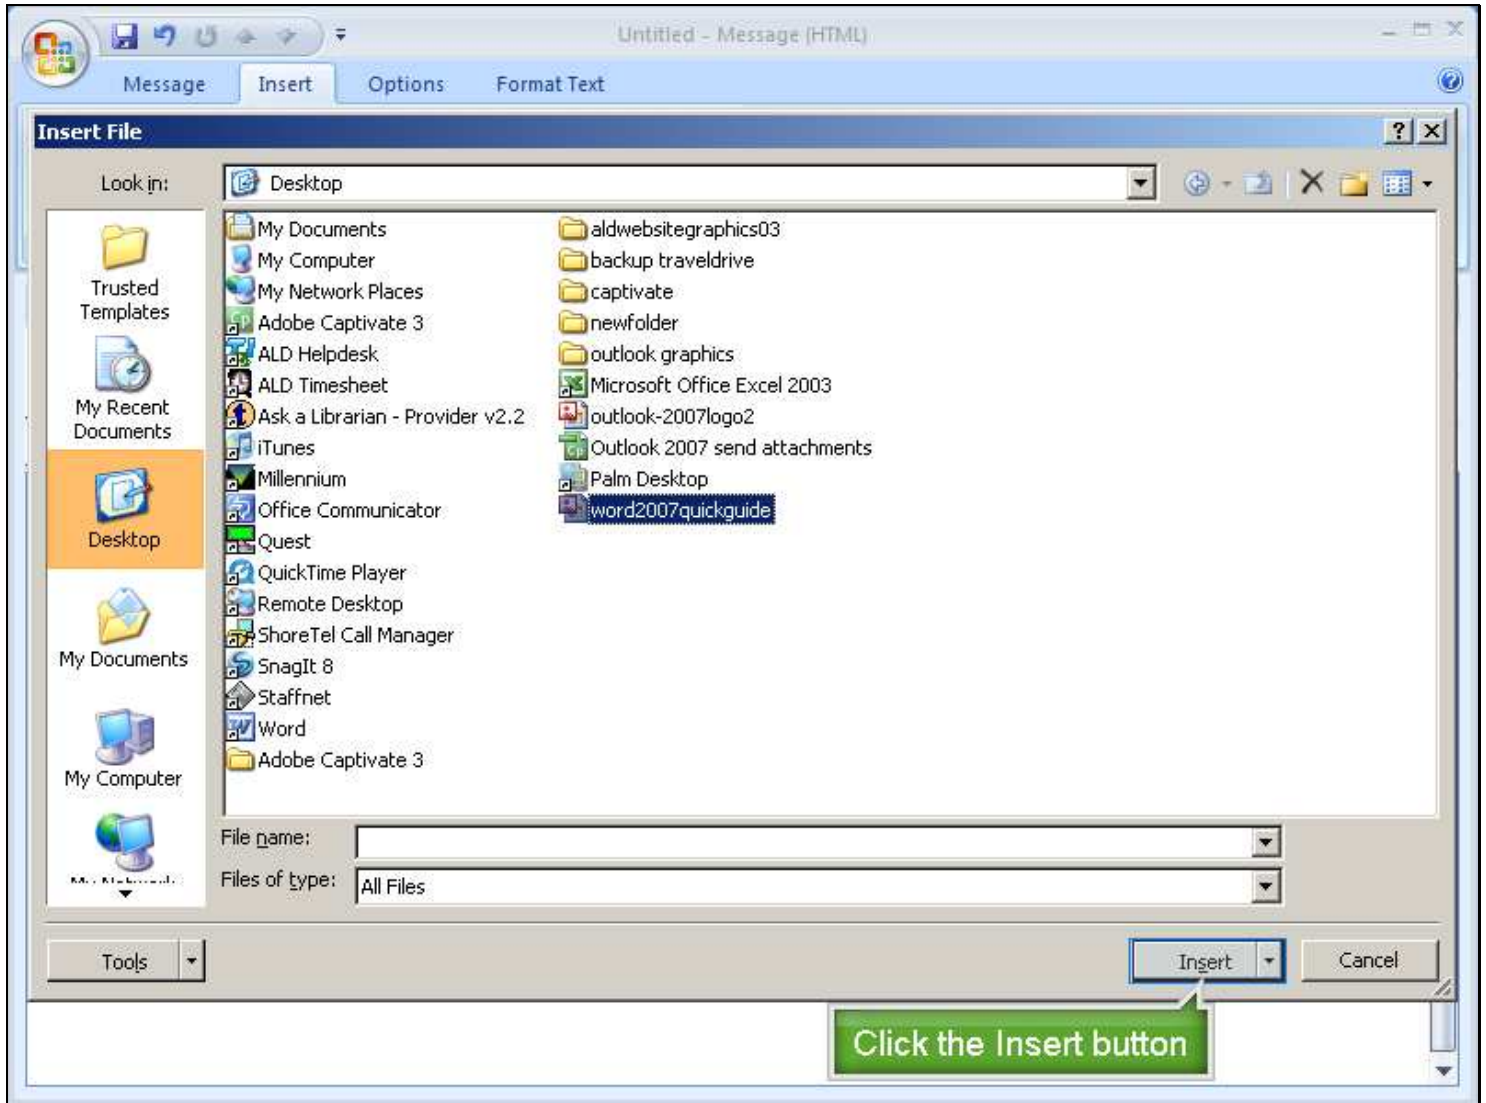 Untitled - Message (HTML)
Message Insert Options Format Text
Insert File
Look in: Desktop
Trusted
Templates
My Recent
Documents
Desktop
My Documents
My Computer
My Documents
My Computer
My Network Places
Adobe Captivate 3
ALD Helpdesk
ALD Timesheet
Ask a Librarian - Provider v2.2
iTunes
Millennium
Office Communicator
Quest
QuickTime Player
Remote Desktop
ShoreTel Call Manager
SnagIt 8
Staffnet
Word
Adobe Captivate 3
aldwebsitegraphics03
backup traveldrive
captivate
newfolder
outlook graphics
Microsoft Office Excel 2003
outlook-2007logo2
Outlook 2007 send attachments
Palm Desktop
word2007quickguide
File name:
Files of type: All Files
Tools Insert Cancel
Click the Insert button